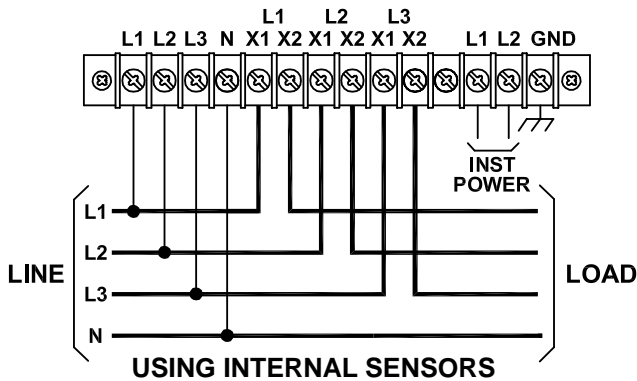 L1 L2 L3
L1 L2 L3 N X1 X2 X1 X2 X1 X2 L1 L2 GND
INST
POWER
L1
L2
LINE LOAD
L3
N
USING INTERNAL SENSORS